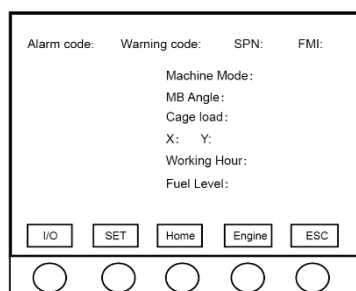 Alarm code: Warning code: SPN: FMI:
Machine Mode:
MB Angle:
Cage load:
X: Y:
Working Hour:
Fuel Level:
I/O SET Home Engine ESC